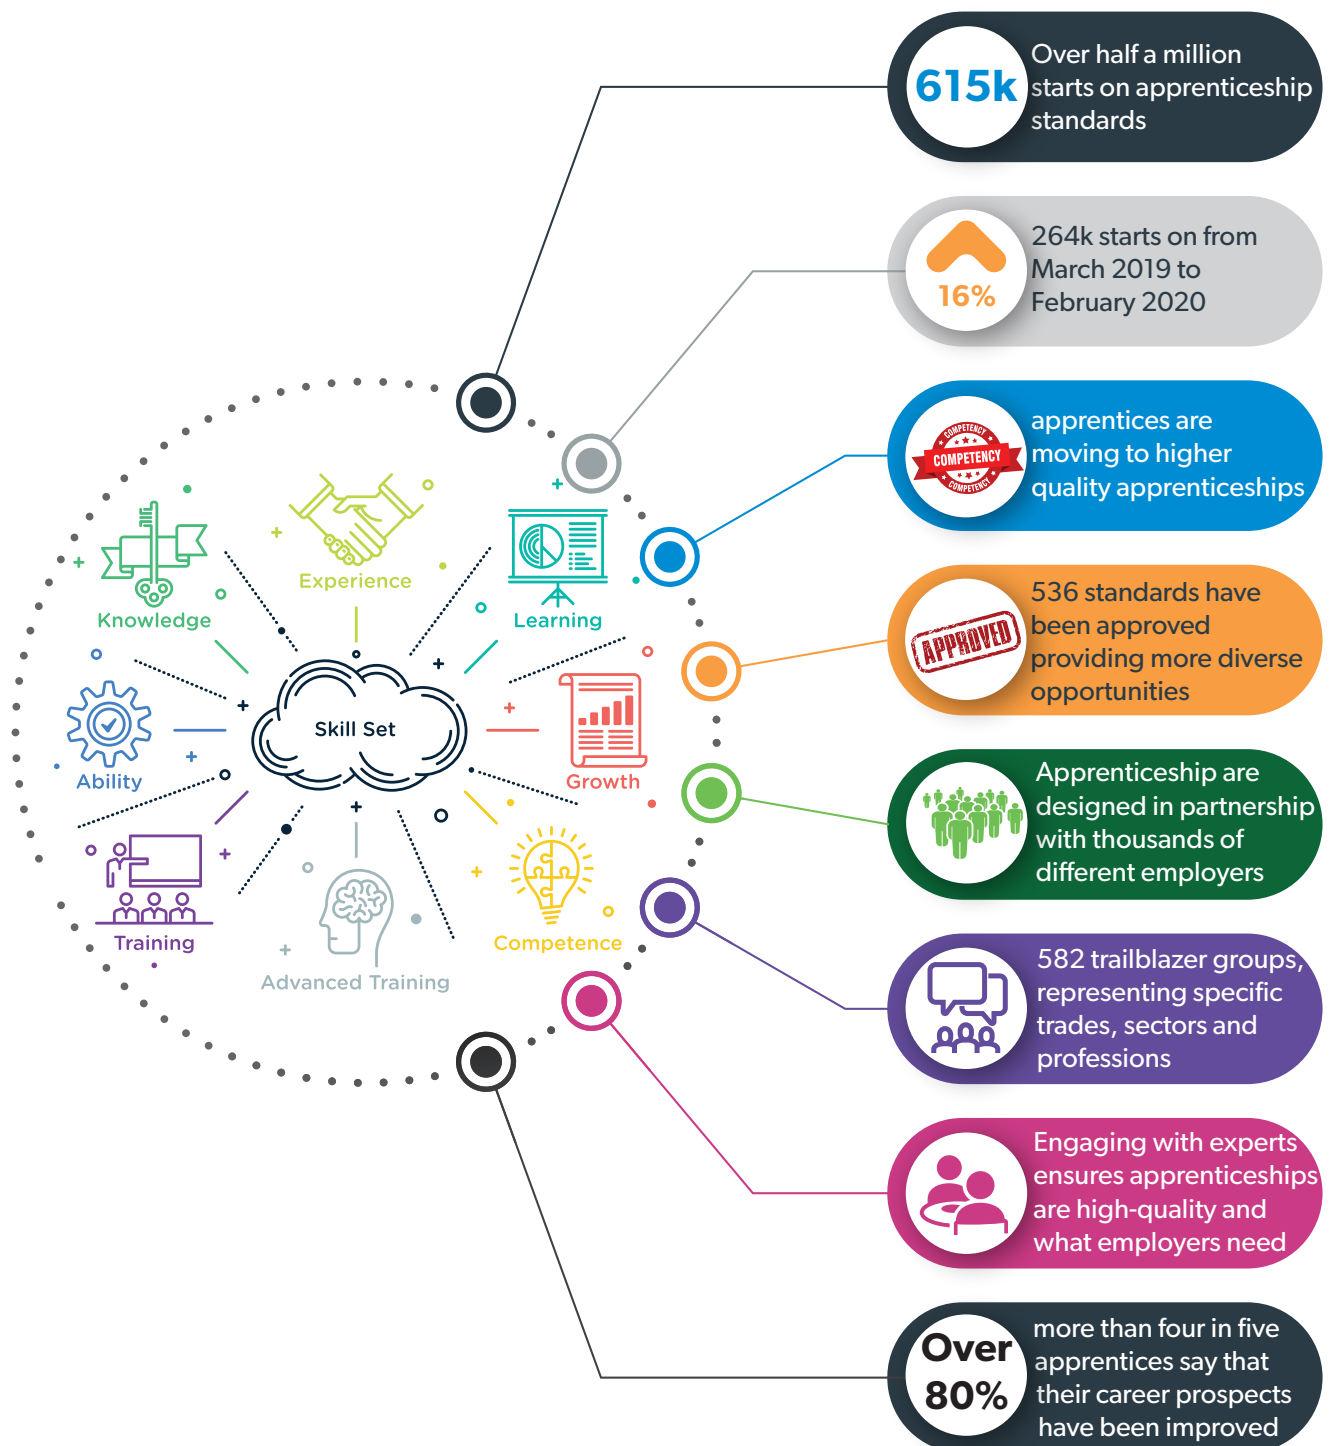 615k
Over half a million
starts on apprenticeship
standards
16%
264k starts on from
March 2019 to
February 2020
COMPETENCY
COMPETENCY
COMPETENCY
apprentices are
moving to higher
quality apprenticeships
APPROVED
536 standards have
been approved
providing more diverse
opportunities
Apprenticeship are
designed in partnership
with thousands of
different employers
582 trailblazer groups,
representing specific
trades, sectors and
professions
Engaging with experts
ensures apprenticeships
are high-quality and
what employers need
Over
80%
more than four in five
apprentices say that
their career prospects
have been improved
Experience
Knowledge
Learning
Skill Set
Ability
Growth
Training
Competence
Advanced Training